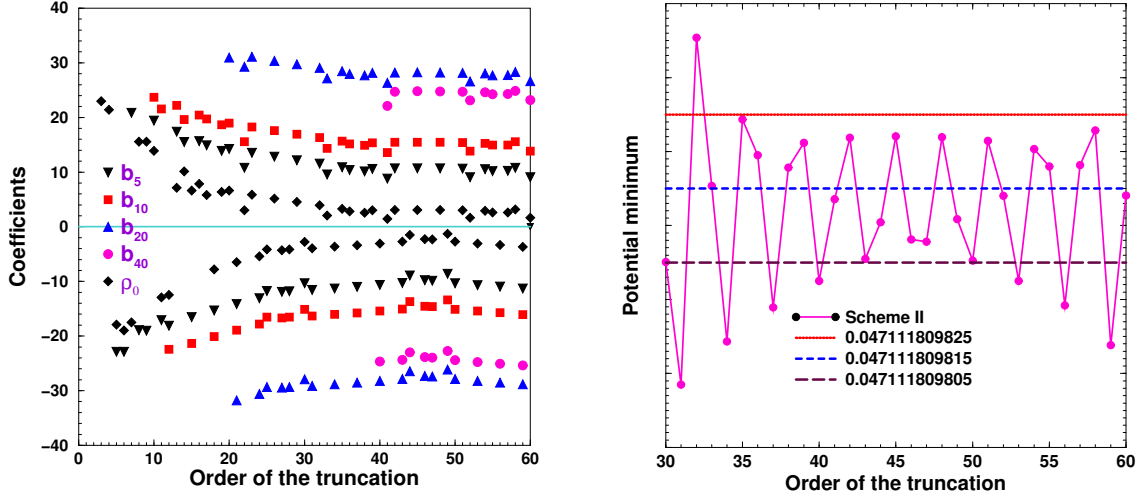 Coefficients
40
30
20
10
0
−10
−20
−30
−40
b5
b10
b20
b40
ρ0
0 10 20 30 40 50 60
Order of the truncation
Potential minimum
Scheme II
0.047111809825
0.047111809815
0.047111809805
30 35 40 45 50 55 60
Order of the truncation